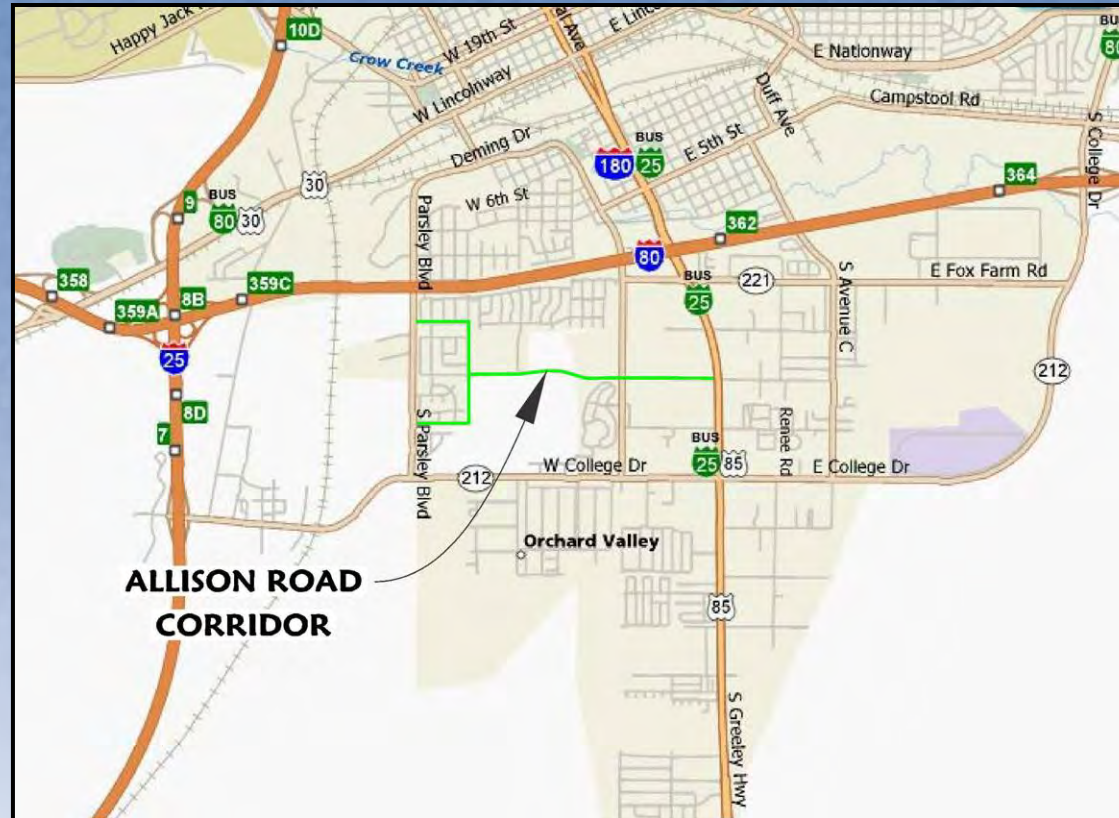 10D
W 19th St
E Nationway
BUS
80
Crow Creek
W Lincolnway
Duff Ave
Campstool Rd
Deming Dr
E 5th St
BUS
180
25
S College Dr
30
364
9
BUS
80
30
W 6th St
Parsley Blvd
362
80
358
359C
8B
359A
BUS
25
221
E Fox Farm Rd
S Avenue C
25
212
8D
7
S Parsley Blvd
Renee Rd
BUS
25
85
212
W College Dr
E College Dr
Orchard Valley
ALLISON ROAD
CORRIDOR
85
S Greeley Hwy